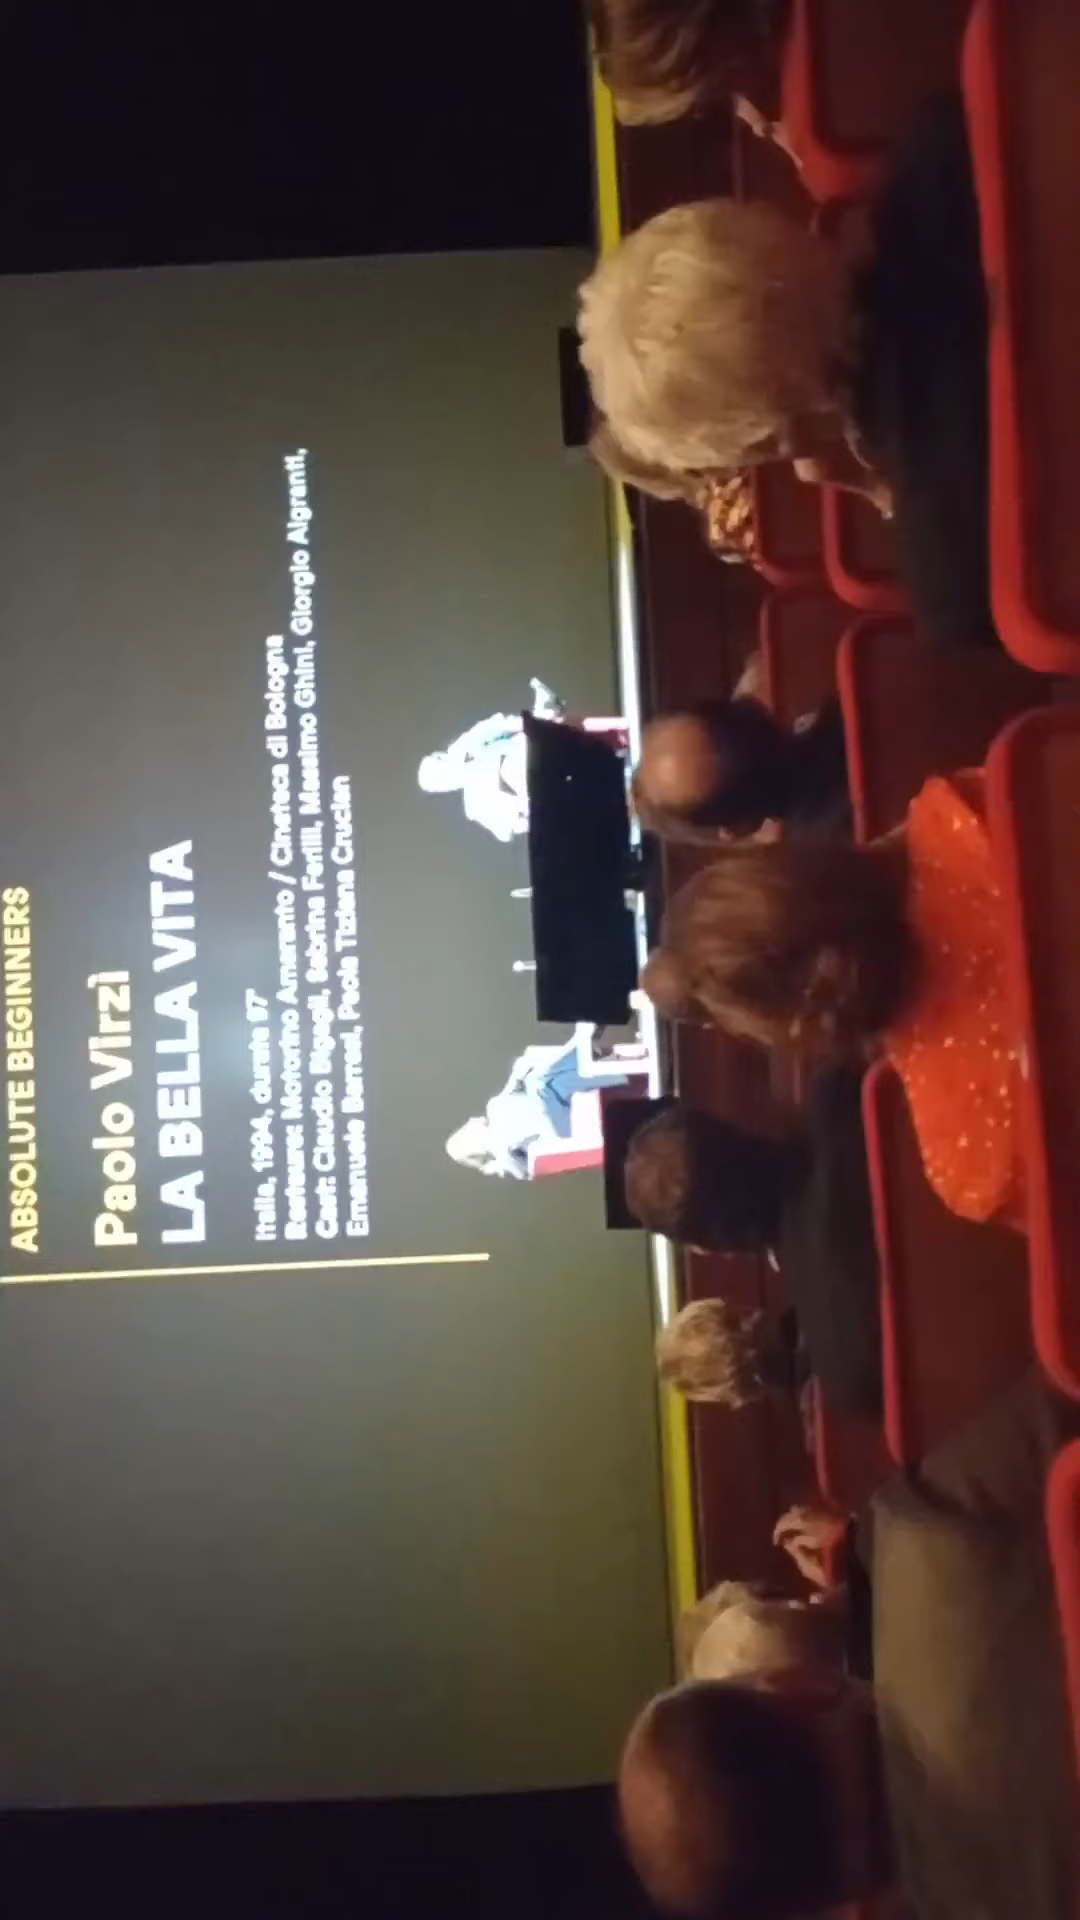 ABSOLUTE BEGINNERS
Paolo Virzì
LA BELLA VITA
Italia, 1994, durata 97'
Restauro: Motorino Amaranto / Cineteca di Bologna
Cast: Claudio Bigagli, Sabrina Ferilli, Massimo Ghini, Giorgio Algranti,
Emanuele Barresi, Paola Tiziana Cruciani